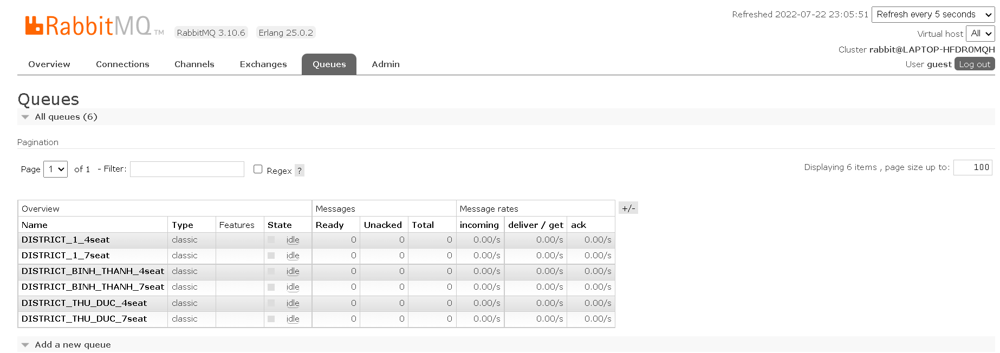 RabbitMQ TM RabbitMQ 3.10.6 Erlang 25.0.2
Refreshed 2022-07-22 23:05:51 Refresh every 5 seconds
Virtual host All
Cluster rabbit@LAPTOP-HFDR0MQH
User guest Log out
Overview Connections Channels Exchanges Queues Admin
Queues
All queues (6)
Pagination
Page 1 of 1 - Filter: Regex ? Displaying 6 items , page size up to: 100
Overview Messages Message rates +/-
Name Type Features State Ready Unacked Total incoming deliver / get ack
DISTRICT_1_4seat classic idle 0 0 0 0.00/s 0.00/s 0.00/s
DISTRICT_1_7seat classic idle 0 0 0 0.00/s 0.00/s 0.00/s
DISTRICT_BINH_THANH_4seat classic idle 0 0 0 0.00/s 0.00/s 0.00/s
DISTRICT_BINH_THANH_7seat classic idle 0 0 0 0.00/s 0.00/s 0.00/s
DISTRICT_THU_DUC_4seat classic idle 0 0 0 0.00/s 0.00/s 0.00/s
DISTRICT_THU_DUC_7seat classic idle 0 0 0 0.00/s 0.00/s 0.00/s
Add a new queue